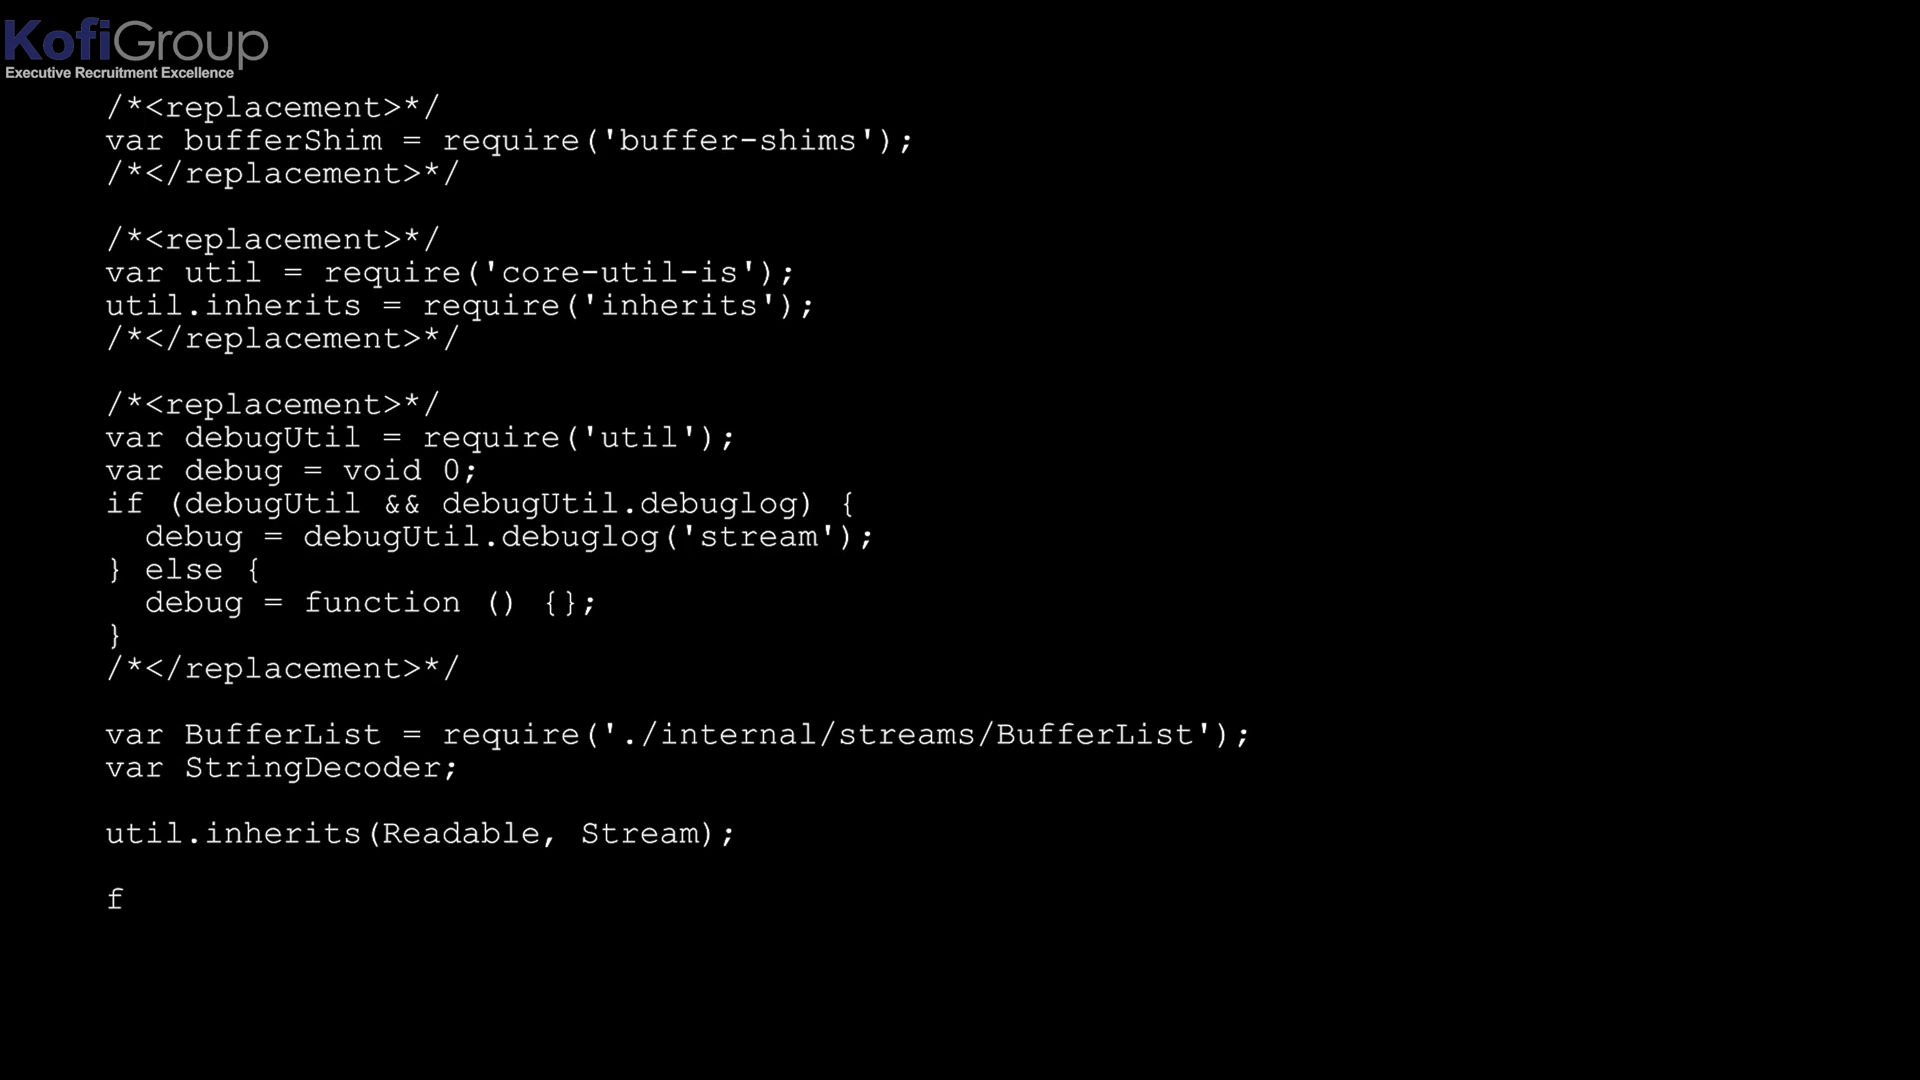 KofiGroup
Executive Recruitment Excellence
/*<replacement>*/
var bufferShim = require('buffer-shims');
/*</replacement>*/

/*<replacement>*/
var util = require('core-util-is');
util.inherits = require('inherits');
/*</replacement>*/

/*<replacement>*/
var debugUtil = require('util');
var debug = void 0;
if (debugUtil && debugUtil.debuglog) {
  debug = debugUtil.debuglog('stream');
} else {
  debug = function () {};
}
/*</replacement>*/

var BufferList = require('./internal/streams/BufferList');
var StringDecoder;

util.inherits(Readable, Stream);

f